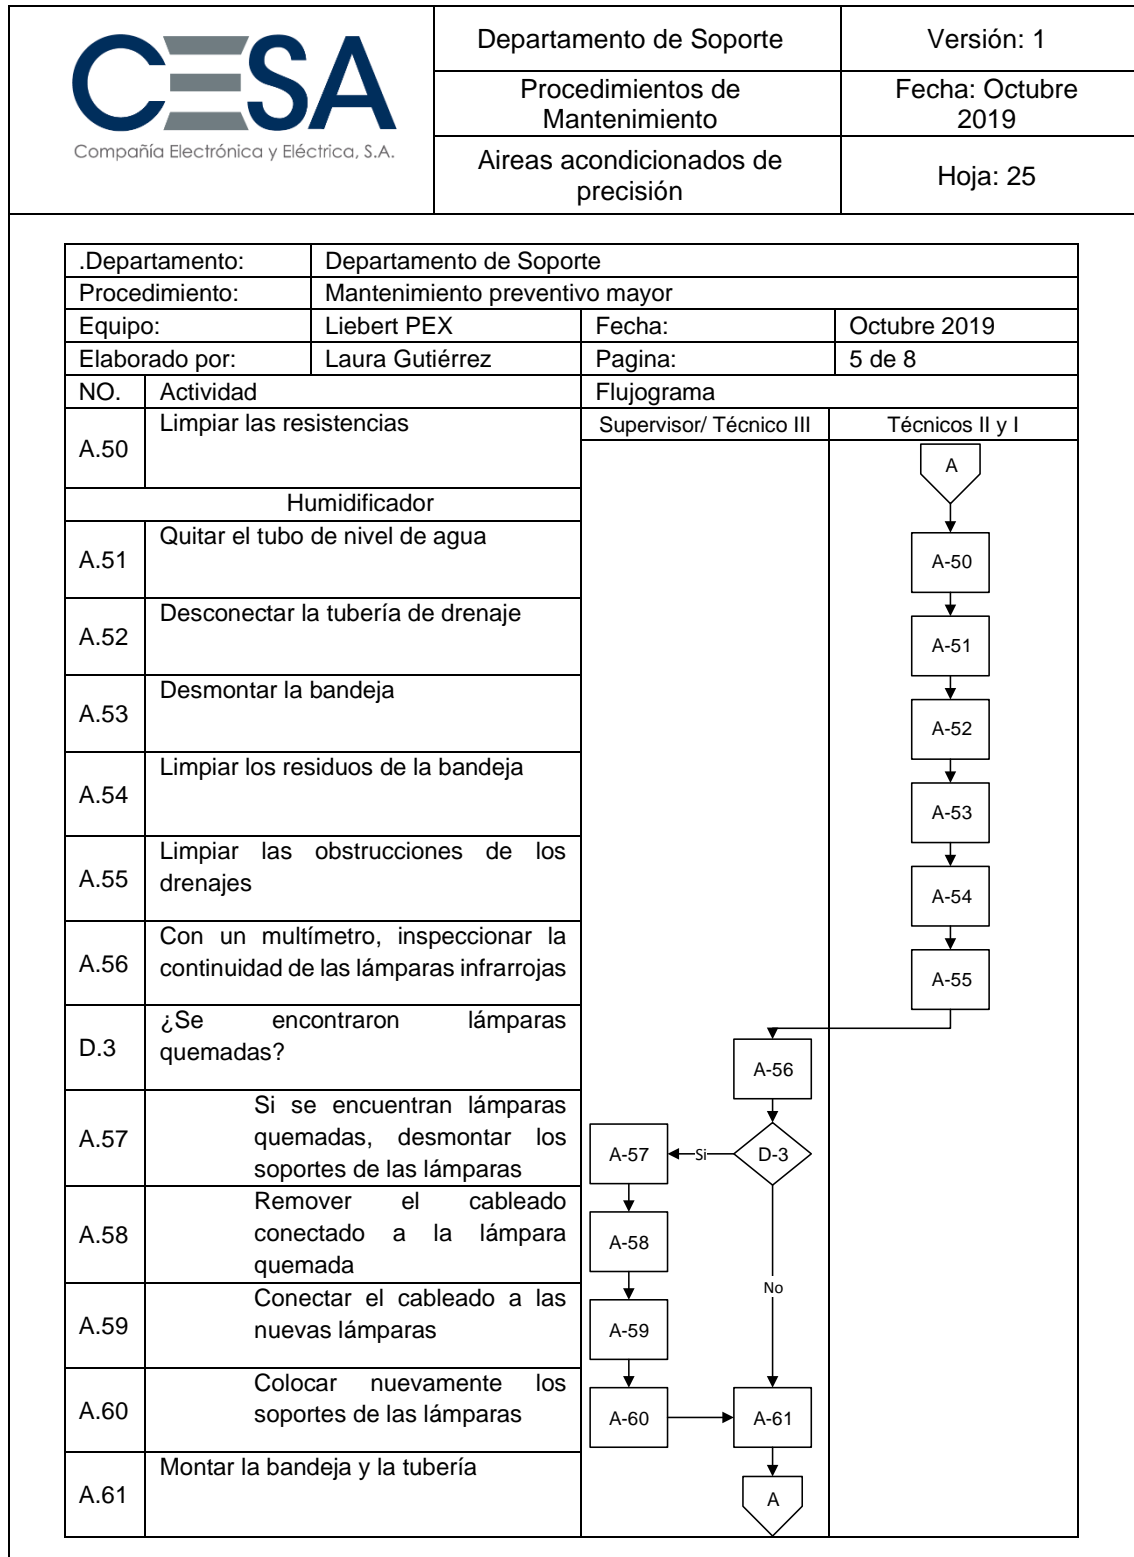 CESA
Compañía Electrónica y Eléctrica, S.A.
Departamento de Soporte
Versión: 1
Procedimientos de
Mantenimiento
Fecha: Octubre
2019
Aireas acondicionados de
precisión
Hoja: 25
.Departamento:
Departamento de Soporte
Procedimiento:
Mantenimiento preventivo mayor
Equipo:
Liebert PEX
Fecha:
Octubre 2019
Elaborado por:
Laura Gutiérrez
Pagina:
5 de 8
NO.
Actividad
Flujograma
A.50
Limpiar las resistencias
Supervisor/ Técnico III
Técnicos II y I
Humidificador
A.51
Quitar el tubo de nivel de agua
A.52
Desconectar la tubería de drenaje
A.53
Desmontar la bandeja
A.54
Limpiar los residuos de la bandeja
A.55
Limpiar las obstrucciones de los
drenajes
A.56
Con un multímetro, inspeccionar la
continuidad de las lámparas infrarrojas
D.3
¿Se encontraron lámparas
quemadas?
A.57
Si se encuentran lámparas
quemadas, desmontar los
soportes de las lámparas
A.58
Remover el cableado
conectado a la lámpara
quemada
A.59
Conectar el cableado a las
nuevas lámparas
A.60
Colocar nuevamente los
soportes de las lámparas
A.61
Montar la bandeja y la tubería
A
A-50
A-51
A-52
A-53
A-54
A-55
A-56
D-3
Si
A-57
A-58
No
A-59
A-60
A-61
A